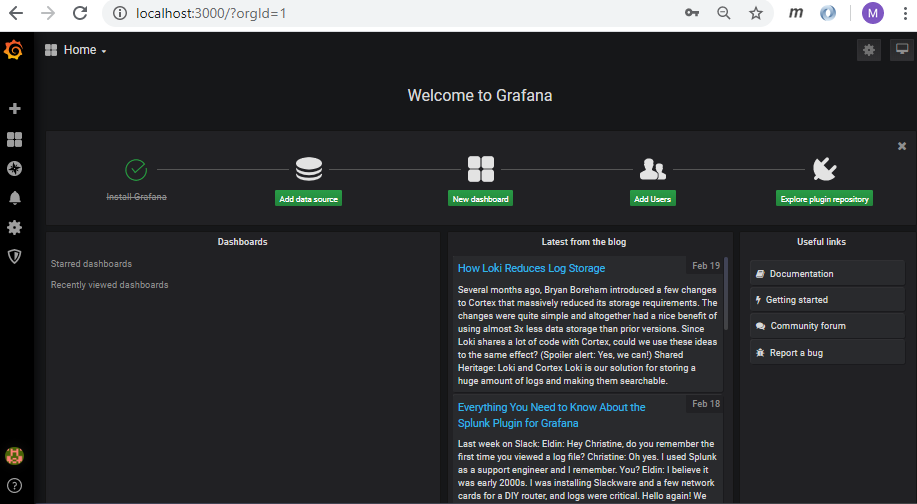 localhost:3000/?orgId=1
M
Home
Welcome to Grafana
Install Grafana
Add data source
New dashboard
Add Users
Explore plugin repository
Dashboards
Starred dashboards
Recently viewed dashboards
Latest from the blog
How Loki Reduces Log Storage
Feb 19
Several months ago, Bryan Boreham introduced a few changes
to Cortex that massively reduced its storage requirements. The
changes were quite simple and altogether had a nice benefit of
using almost 3x less data storage than prior versions. Since
Loki shares a lot of code with Cortex, could we use these ideas
to the same effect? (Spoiler alert: Yes, we can!) Shared
Heritage: Loki and Cortex Loki is our solution for storing a
huge amount of logs and making them searchable.
Everything You Need to Know About the
Splunk Plugin for Grafana
Feb 18
Last week on Slack: Eldin: Hey Christine, do you remember the
first time you viewed a log file? Christine: Oh yes. I used Splunk
as a support engineer and I remember. You? Eldin: I believe it
was early 2000s. I was installing Slackware and a few network
cards for a DIY router, and logs were critical. Hello again! We
Useful links
Documentation
Getting started
Community forum
Report a bug